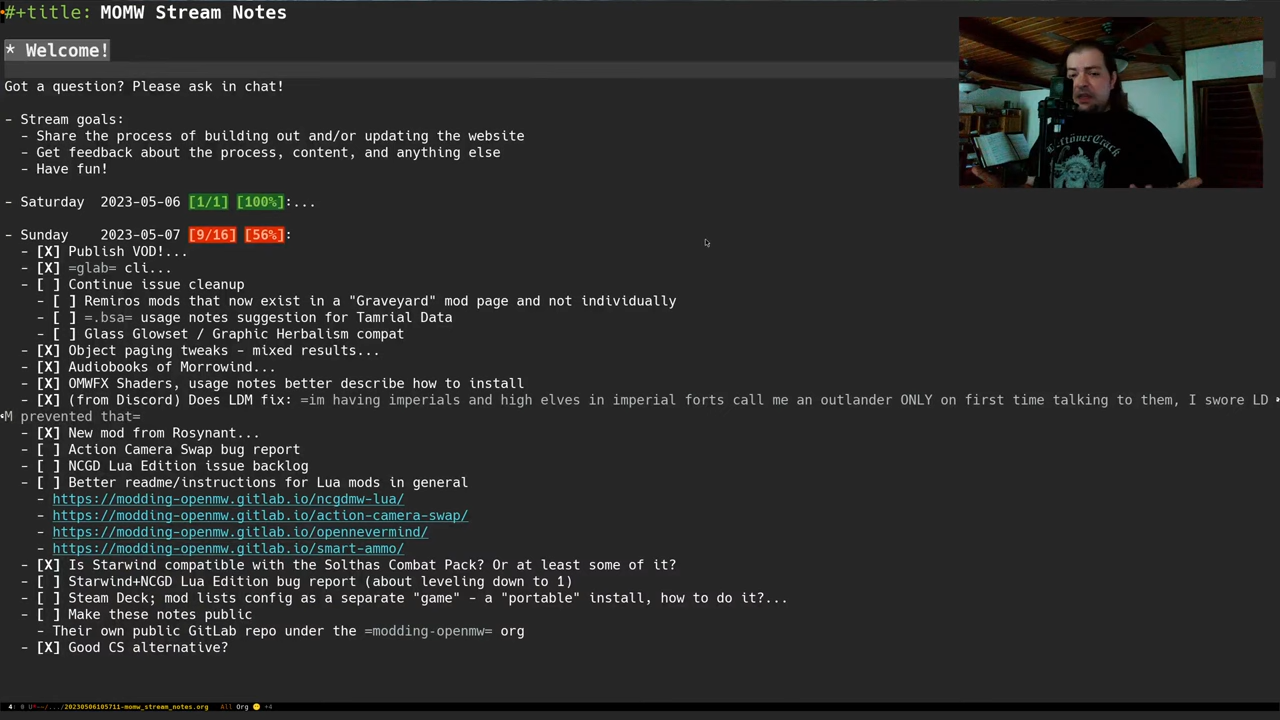 #+title: MOMW Stream Notes
* Welcome!
Got a question? Please ask in chat!
- Stream goals:
- Share the process of building out and/or updating the website
- Get feedback about the process, content, and anything else
- Have fun!
- Saturday 2023-05-06 [1/1] [100%]:...
- Sunday 2023-05-07 [9/16] [56%]:
- [X] Publish VOD!...
- [X] =glab= cli...
- [ ] Continue issue cleanup
- [ ] Remiros mods that now exist in a "Graveyard" mod page and not individually
- [ ] =.bsa= usage notes suggestion for Tamrial Data
- [ ] Glass Glowset / Graphic Herbalism compat
- [X] Object paging tweaks - mixed results...
- [X] Audiobooks of Morrowind...
- [X] OMWFX Shaders, usage notes better describe how to install
- [X] (from Discord) Does LDM fix: =im having imperials and high elves in imperial forts call me an outlander ONLY on first time talking to them, I swore LD
M prevented that=
- [X] New mod from Rosynant...
- [ ] Action Camera Swap bug report
- [ ] NCGD Lua Edition issue backlog
- [ ] Better readme/instructions for Lua mods in general
- https://modding-openmw.gitlab.io/ncgdmw-lua/
- https://modding-openmw.gitlab.io/action-camera-swap/
- https://modding-openmw.gitlab.io/opennevermind/
- https://modding-openmw.gitlab.io/smart-ammo/
- [X] Is Starwind compatible with the Solthas Combat Pack? Or at least some of it?
- [ ] Starwind+NCGD Lua Edition bug report (about leveling down to 1)
- [ ] Steam Deck; mod lists config as a separate "game" - a "portable" install, how to do it?...
- [ ] Make these notes public
- Their own public GitLab repo under the =modding-openmw= org
- [X] Good CS alternative?
/.../20230506105711-momw_stream_notes.org All Org +4